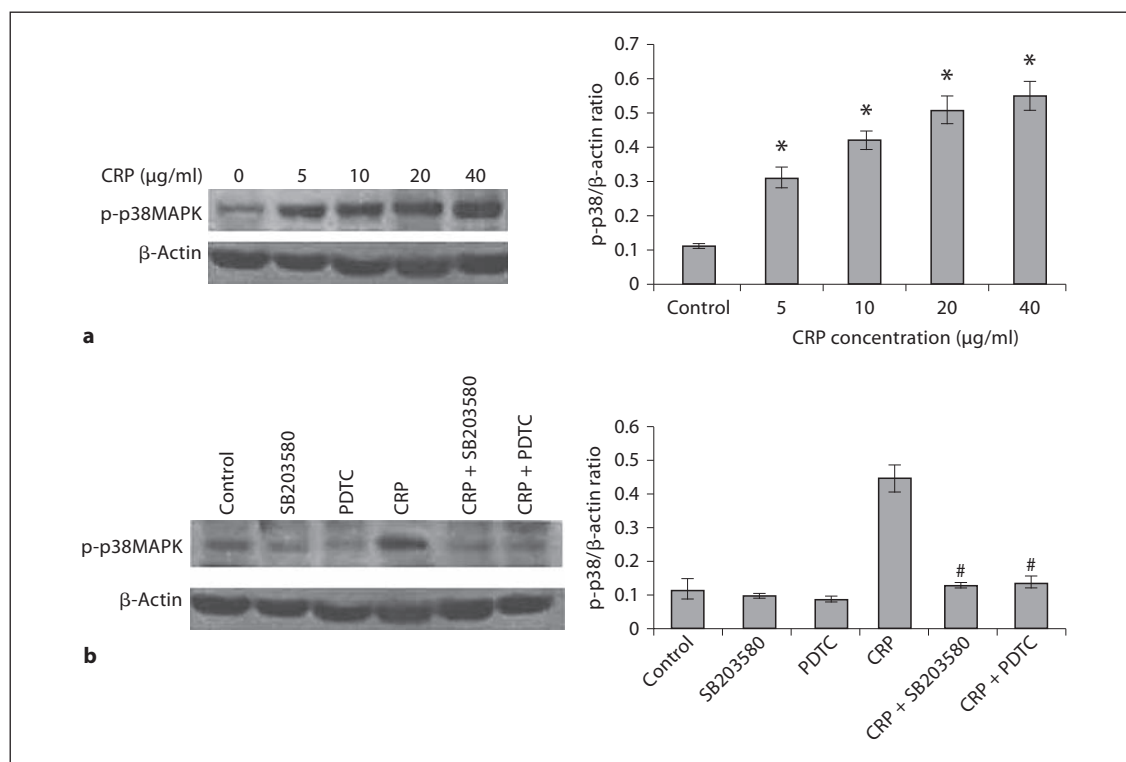 CRP (μg/ml) 0 5 10 20 40
p-p38MAPK
β-Actin
p-p38/β-actin ratio
0.7
0.6
0.5
0.4
0.3
0.2
0.1
0
* * * *
Control 5 10 20 40
CRP concentration (μg/ml)
a
Control SB203580 PDTC CRP CRP + SB203580 CRP + PDTC
p-p38MAPK
β-Actin
p-p38/β-actin ratio
0.6
0.5
0.4
0.3
0.2
0.1
0
# #
Control SB203580 PDTC CRP CRP + SB203580 CRP + PDTC
b